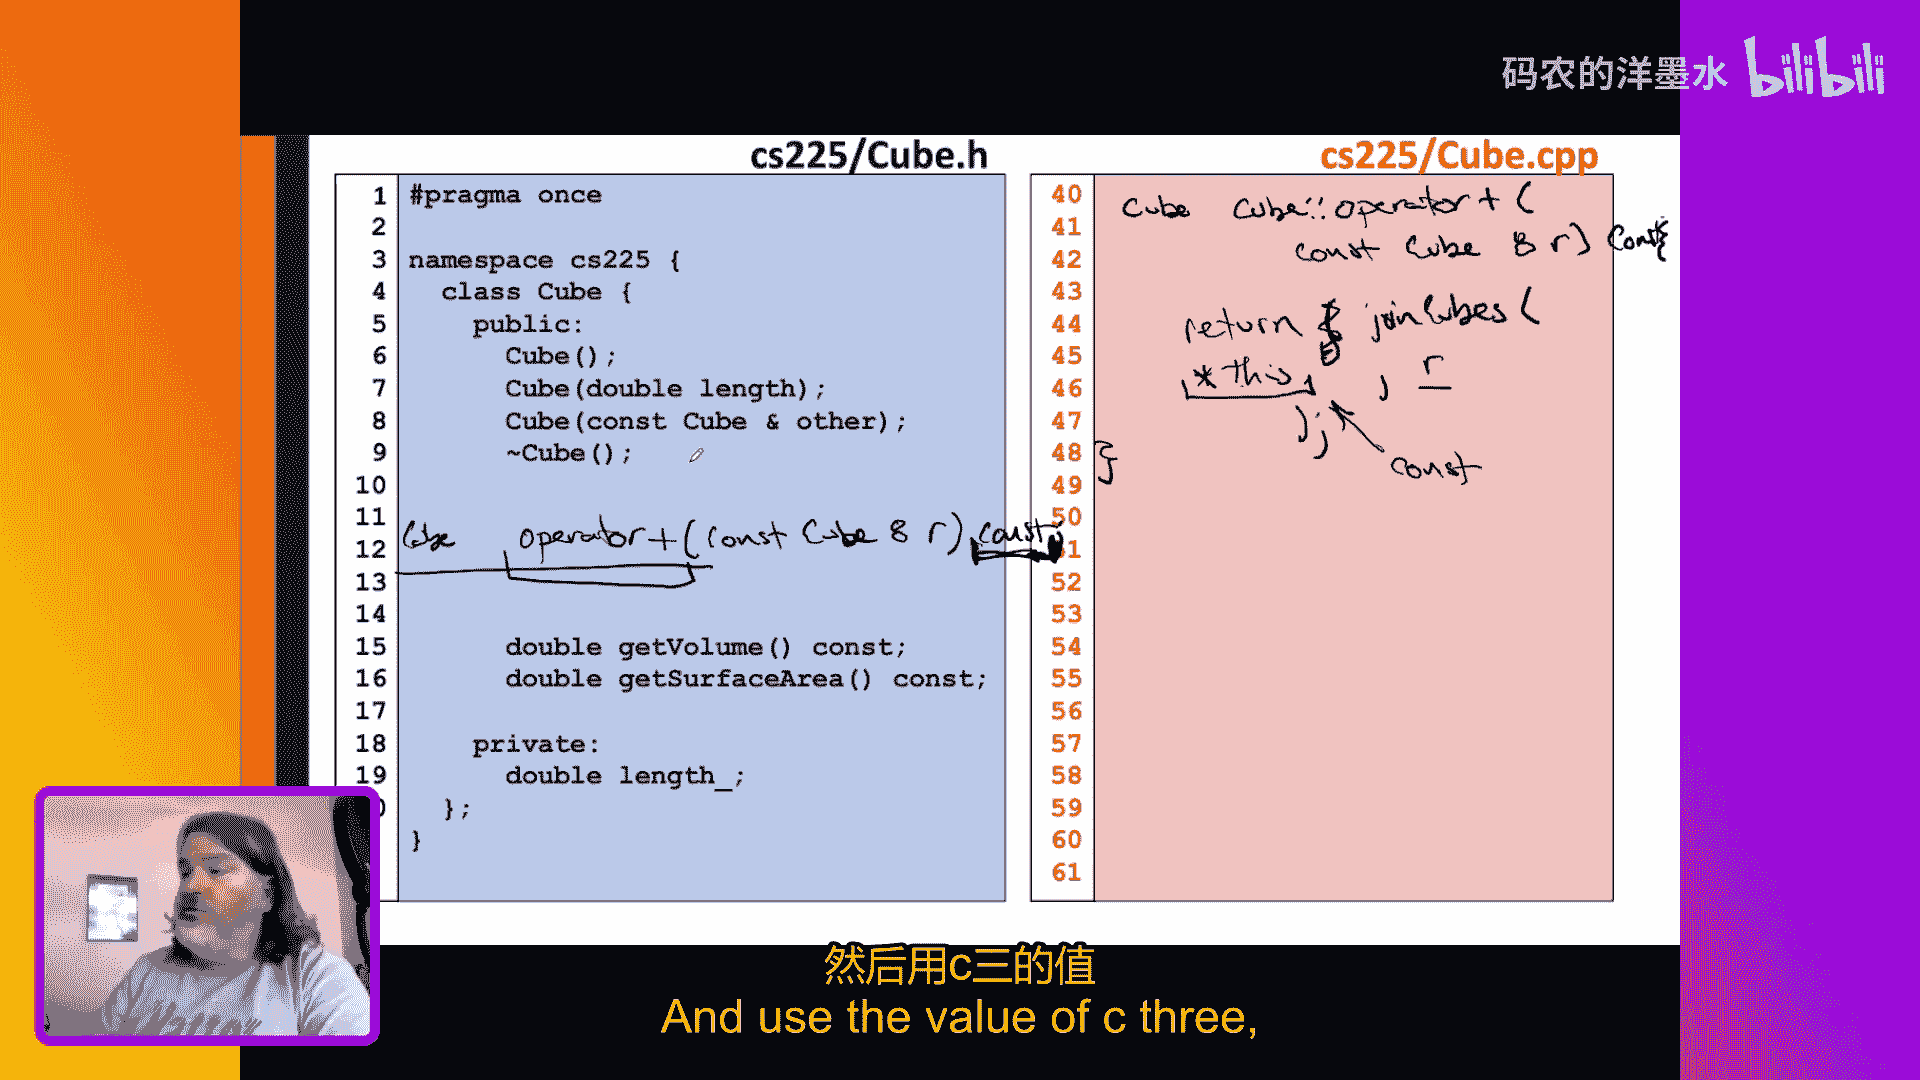 码农的洋墨水 bilibili
cs225/Cube.h
1 #pragma once
2
3 namespace cs225 {
4 class Cube {
5 public:
6 Cube();
7 Cube(double length);
8 Cube(const Cube & other);
9 ~Cube();
10
11
12 Cube operator+(const Cube & r) const;
13
14
15 double getVolume() const;
16 double getSurfaceArea() const;
17
18 private:
19 double length_;
};
}
cs225/Cube.cpp
40 Cube Cube::operator+(
41
42 const Cube & r) const{
43
44 return joinCubes(
45
46 *this , r
47 );
48 }
const
49
50
51
52
53
54
55
56
57
58
59
60
61
然后用c三的值
And use the value of c three,